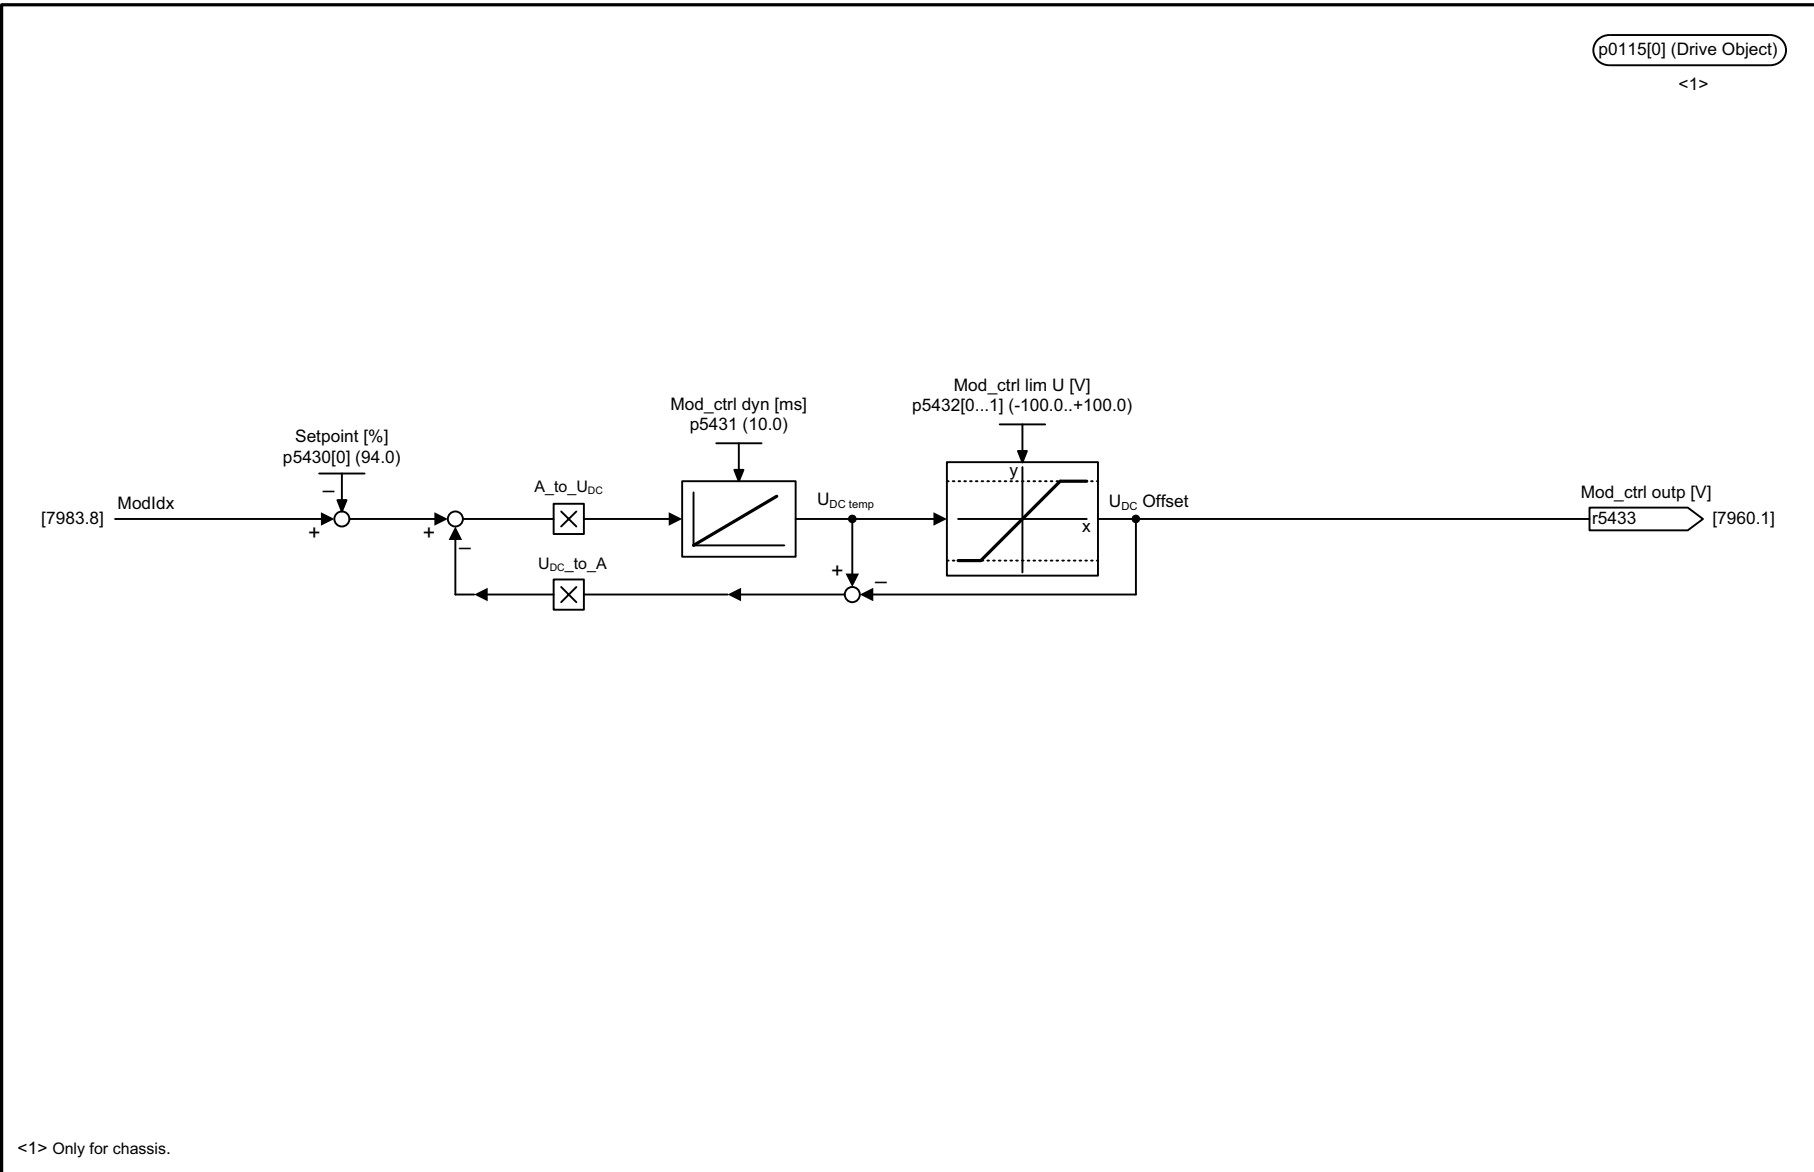 p0115[0] (Drive Object)
<1>
Mod_ctrl lim U [V]
p5432[0...1] (-100.0..+100.0)
Mod_ctrl dyn [ms]
p5431 (10.0)
Setpoint [%]
p5430[0] (94.0)
[7983.8] ModIdx
–
+
+
–
A_to_UDC
UDC_to_A
UDC temp
+
–
y
x
UDC Offset
Mod_ctrl outp [V]
r5433 [7960.1]
<1> Only for chassis.